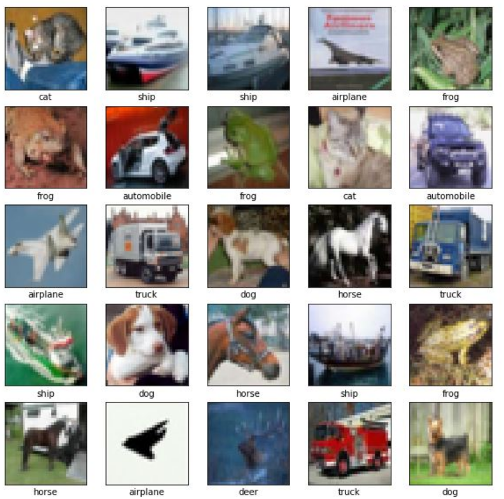 cat ship ship airplane frog
frog automobile frog cat automobile
airplane truck dog horse truck
ship dog horse ship frog
horse airplane deer truck dog